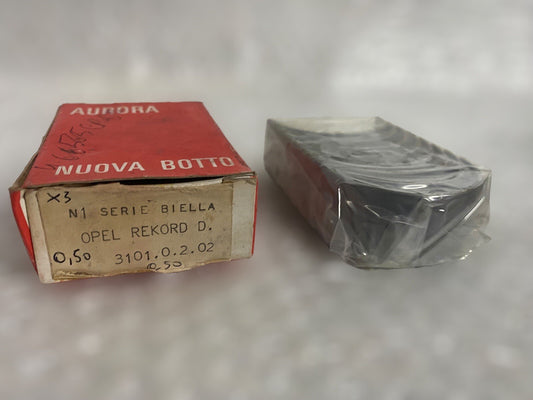 AURORA
NUOVA BOTTO
X3
N1 SERIE BIELLA
OPEL REKORD D.
0,50 3101.0.2.02
0,50